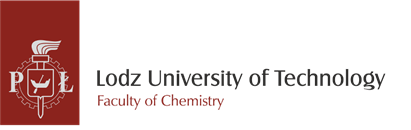 P Ł
Lodz University of Technology
Faculty of Chemistry